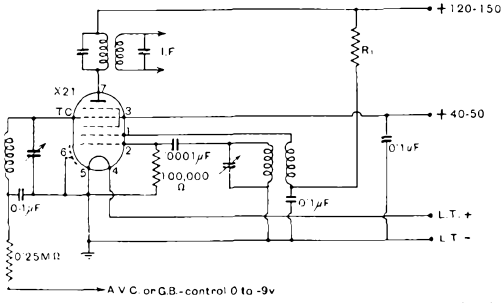 + 120-150
I.F
R1
X21
7
TC
3
+ 40-50
1
2
6
5
4
.0001µF
100,000
Ω
0·1µF
0·1µF
0·1µF
L.T. +
L.T -
0·25MΩ
A.V.C. or G.B.-control 0 to -9v